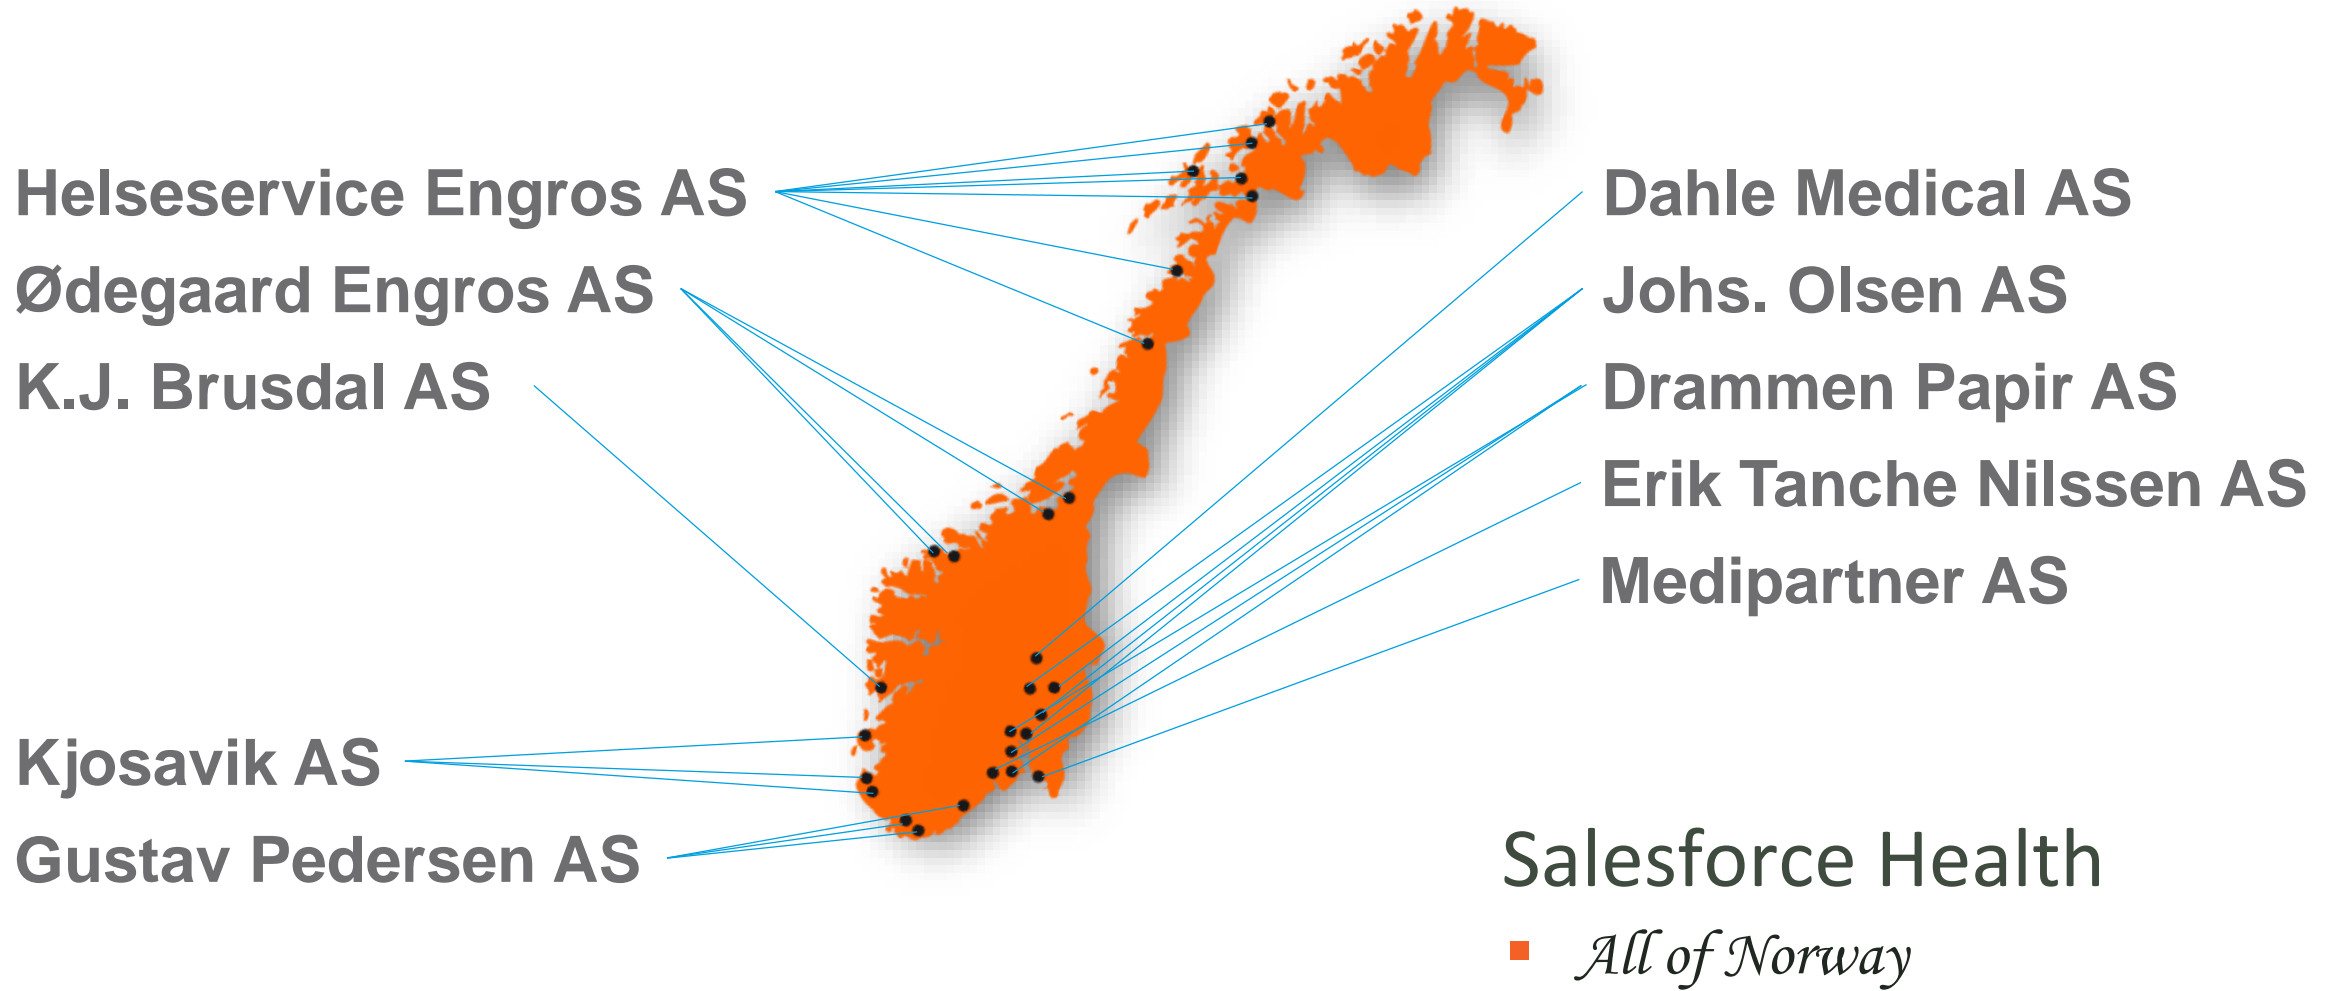 Helseservice Engros AS
Ødegaard Engros AS
K.J. Brusdal AS
Kjosavik AS
Gustav Pedersen AS
Dahle Medical AS
Johs. Olsen AS
Drammen Papir AS
Erik Tanche Nilssen AS
Medipartner AS
Salesforce Health
All of Norway